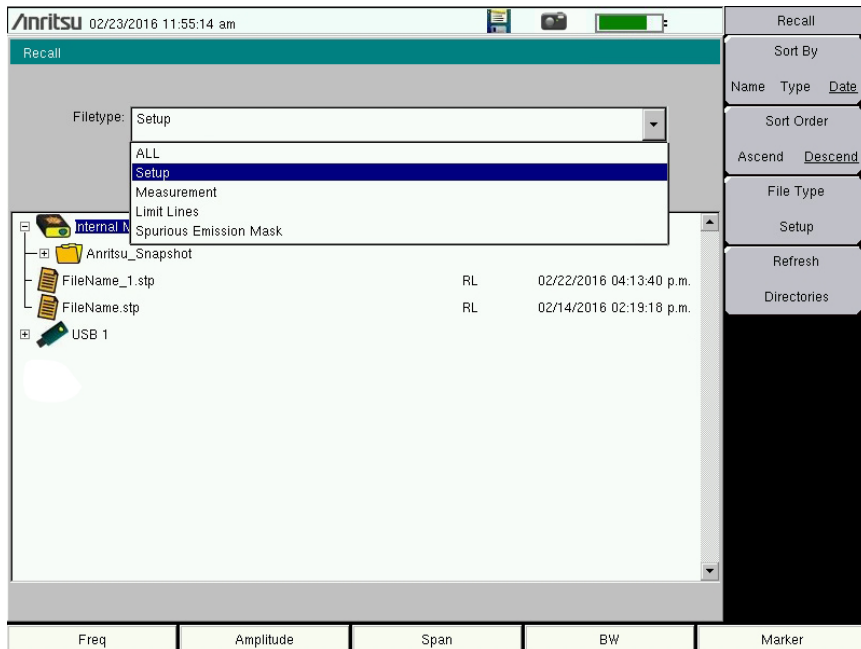 /Inritsu 02/23/2016 11:55:14 am
Recall
Filetype: Setup
ALL
Setup
Measurement
Limit Lines
Spurious Emission Mask
Internal M
Anritsu_Snapshot
FileName_1.stp RL 02/22/2016 04:13:40 p.m.
FileName.stp RL 02/14/2016 02:19:18 p.m.
USB 1
Recall
Sort By
Name Type Date
Sort Order
Ascend Descend
File Type
Setup
Refresh
Directories
Freq Amplitude Span BW Marker